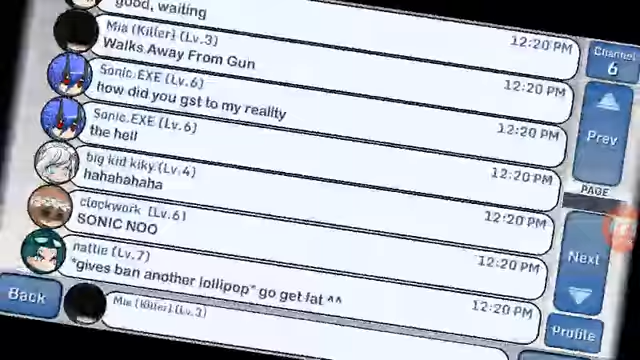 good, waiting
Mia (Killer) (Lv.3)
12:20 PM
Walks Away From Gun
Sonic.EXE (Lv.6)
12:20 PM
how did you gst to my reality
Sonic.EXE (Lv.6)
12:20 PM
the hell
big kid kiky (Lv.4)
12:20 PM
hahahahaha
clockwork (Lv.6)
12:20 PM
SONIC NOO
nattie (Lv.7)
12:20 PM
*gives ban another lollipop* go get fat ^^
Mia (Killer) (Lv.3)
12:20 PM
Channel
6
Prev
PAGE
Next
Profile
Back